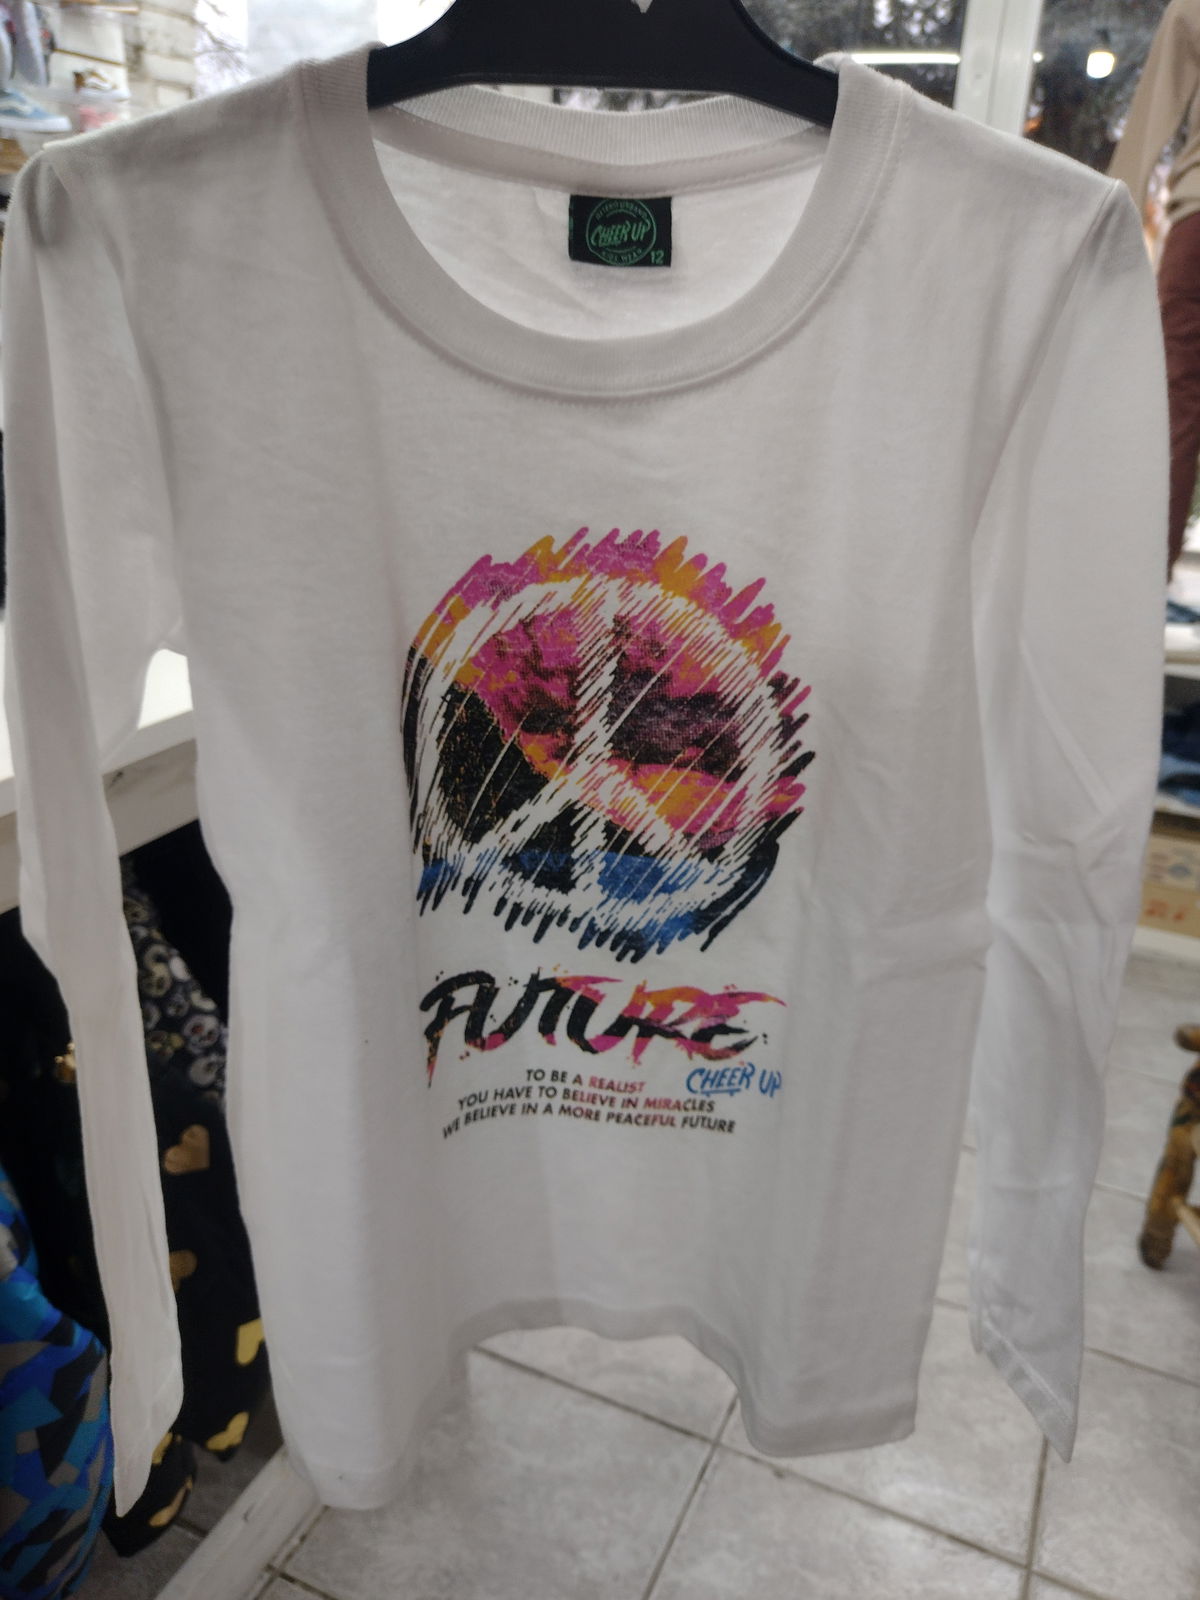 CHEER UP
12
FUTURE
CHEER UP
TO BE A REALIST
YOU HAVE TO BELIEVE IN MIRACLES
WE BELIEVE IN A MORE PEACEFUL FUTURE